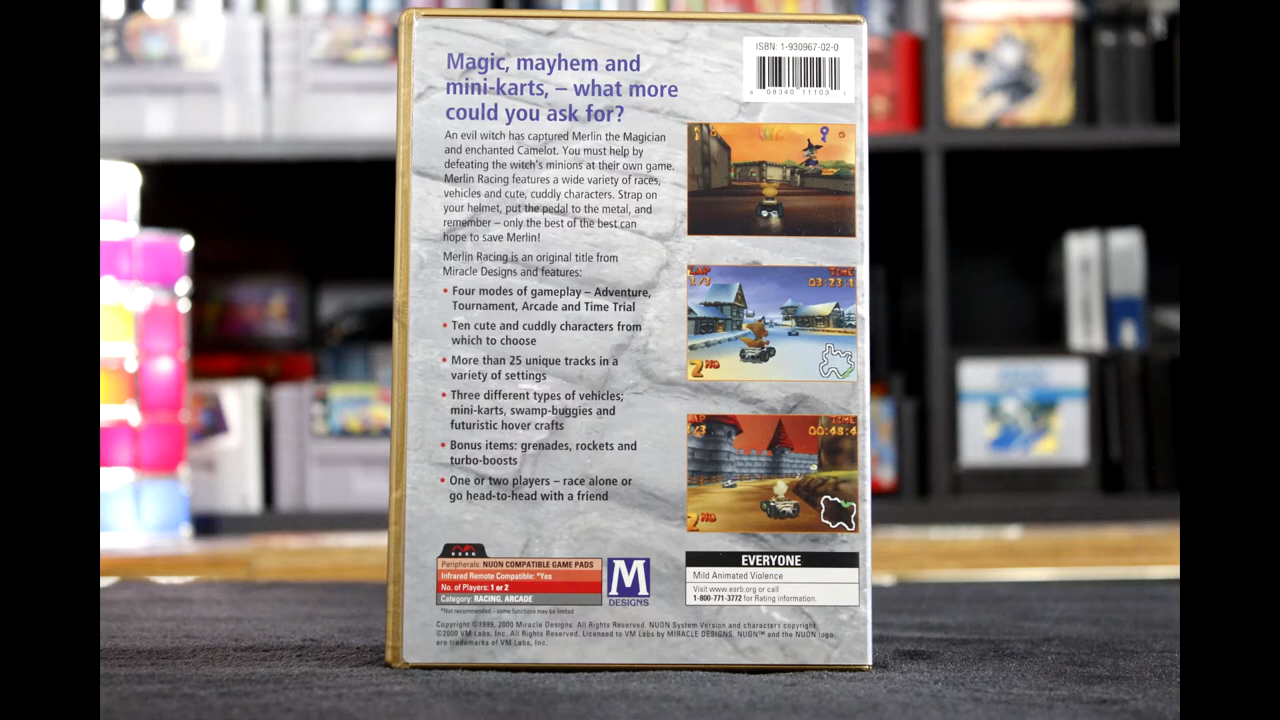 ISBN: 1-930967-02-0
Magic, mayhem and
mini-karts, – what more
could you ask for?
An evil witch has captured Merlin the Magician
and enchanted Camelot. You must help by
defeating the witch's minions at their own game.
Merlin Racing features a wide variety of races,
vehicles and cute, cuddly characters. Strap on
your helmet, put the pedal to the metal, and
remember – only the best of the best can
hope to save Merlin!
Merlin Racing is an original title from
Miracle Designs and features:
• Four modes of gameplay – Adventure,
Tournament, Arcade and Time Trial
• Ten cute and cuddly characters from
which to choose
• More than 25 unique tracks in a
variety of settings
• Three different types of vehicles;
mini-karts, swamp-buggies and
futuristic hover crafts
• Bonus items: grenades, rockets and
turbo-boosts
• One or two players – race alone or
go head-to-head with a friend
LAP TIME
1/3 03:23:1
2ND
LAP TIME
1/3 00:48:4
2ND
NUON
Peripherals: NUON COMPATIBLE GAME PADS
Infrared Remote Compatible: *Yes
No. of Players: 1 or 2
Category: RACING, ARCADE
*Not recommended – some functions may be limited
M
DESIGNS
EVERYONE
Mild Animated Violence
Visit www.esrb.org or call
1-800-771-3772 for Rating information.
Copyright ©1999, 2000 Miracle Designs. All Rights Reserved. NUON System Version and characters copyright
©2000 VM Labs, Inc. All Rights Reserved. Licensed to VM Labs by MIRACLE DESIGNS. NUON™ and the NUON logo
are trademarks of VM Labs, Inc.